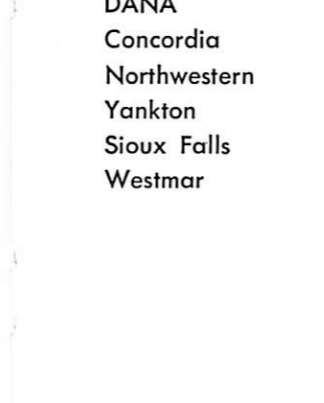 DANA
Concordia
Northwestern
Yankton
Sioux Falls
Westmar